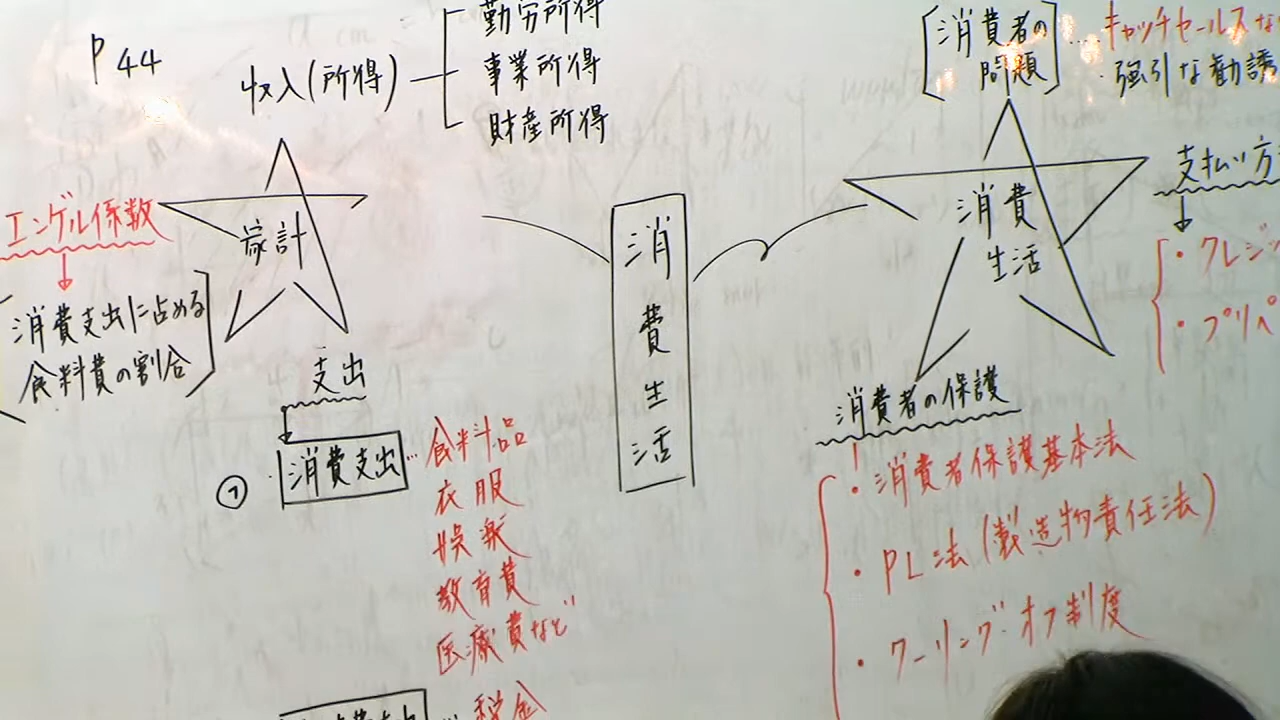 P44
収入(所得)
勤労所得
事業所得
財産所得
家計
エンゲル係数
消費支出に占める
食料費の割合
支出
① 消費支出…食料品
衣服
娯楽
教育費
医療費など
税金
消費生活
消費
生活
[消費者の
問題]
…キャッチセールスな
・強引な勧誘
支払い方
・クレジッ
・プリペ
消費者の保護
・消費者保護基本法
・PL法(製造物責任法)
・クーリング・オフ制度